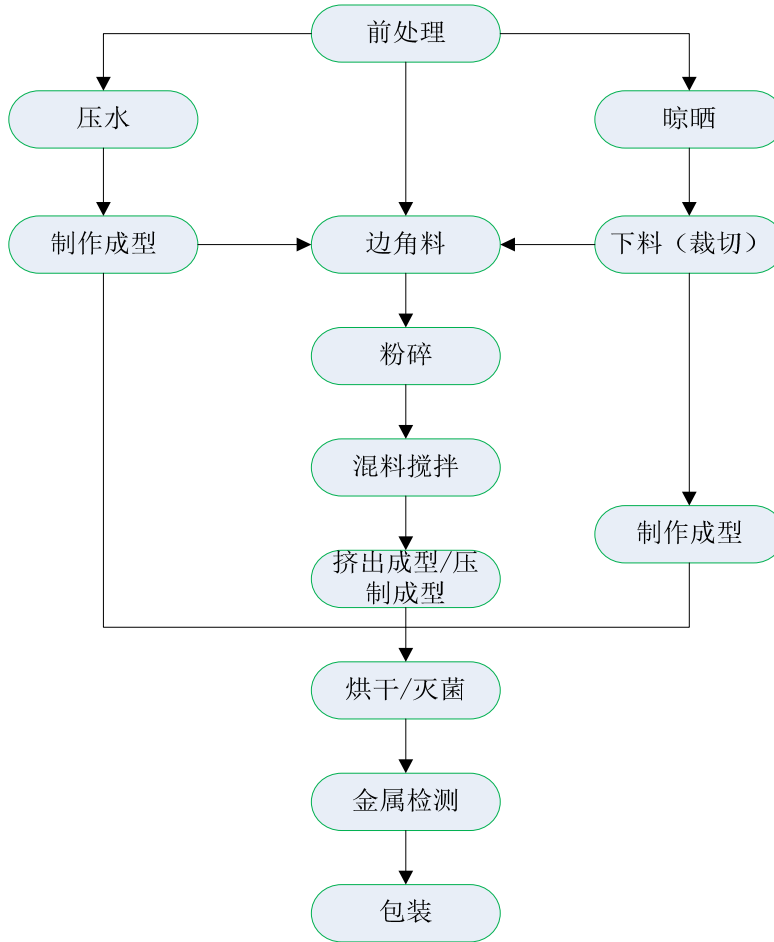 前处理
压水
晾晒
制作成型
边角料
下料（裁切）
粉碎
混料搅拌
制作成型
挤出成型/压
制成型
烘干/灭菌
金属检测
包装